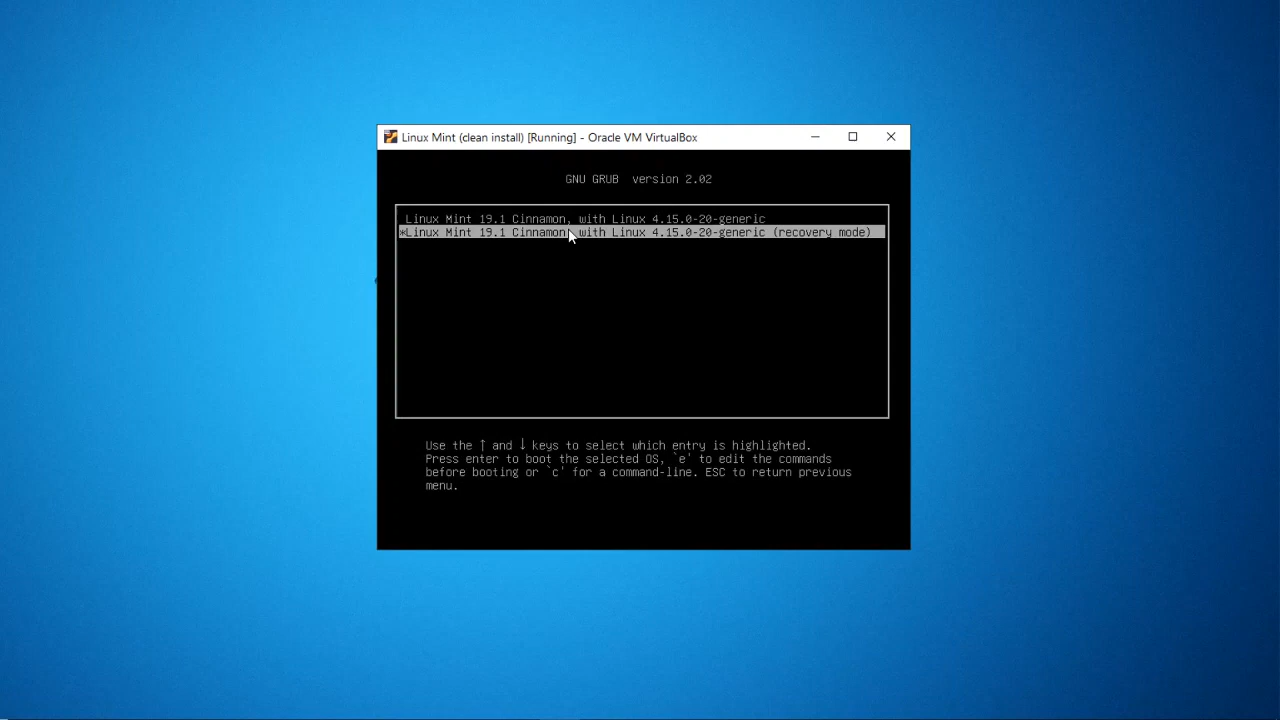 Linux Mint (clean install) [Running] - Oracle VM VirtualBox
GNU GRUB  version 2.02
Linux Mint 19.1 Cinnamon, with Linux 4.15.0-20-generic
*Linux Mint 19.1 Cinnamon, with Linux 4.15.0-20-generic (recovery mode)
Use the ↑ and ↓ keys to select which entry is highlighted.
Press enter to boot the selected OS, `e' to edit the commands
before booting or `c' for a command-line. ESC to return previous
menu.